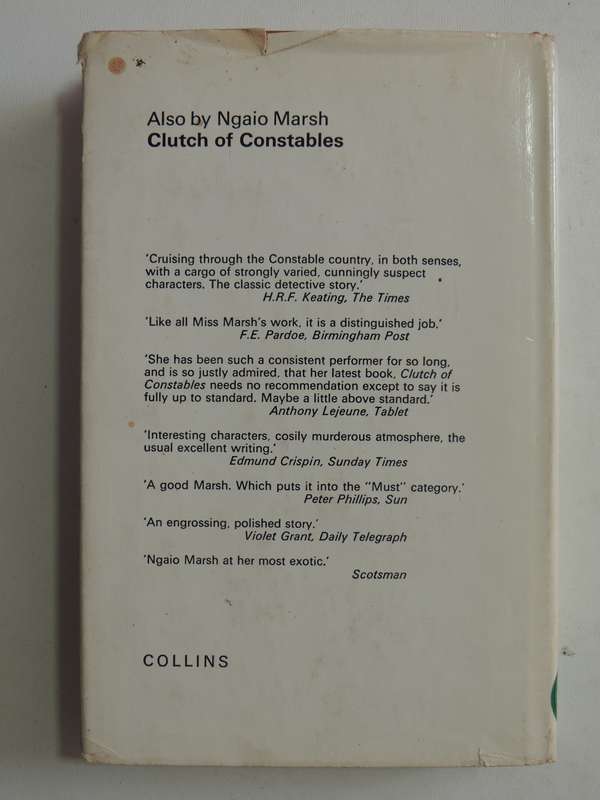 Also by Ngaio Marsh
Clutch of Constables
'Cruising through the Constable country, in both senses,
with a cargo of strongly varied, cunningly suspect
characters. The classic detective story.'
H.R.F. Keating, The Times
'Like all Miss Marsh's work, it is a distinguished job,'
F.E. Pardoe, Birmingham Post
'She has been such a consistent performer for so long,
and is so justly admired, that her latest book, Clutch of
Constables needs no recommendation except to say it is
fully up to standard. Maybe a little above standard.'
Anthony Lejeune, Tablet
'Interesting characters, cosily murderous atmosphere, the
usual excellent writing.'
Edmund Crispin, Sunday Times
'A good Marsh. Which puts it into the "Must" category.'
Peter Phillips, Sun
'An engrossing, polished story.'
Violet Grant, Daily Telegraph
'Ngaio Marsh at her most exotic.'
Scotsman
COLLINS